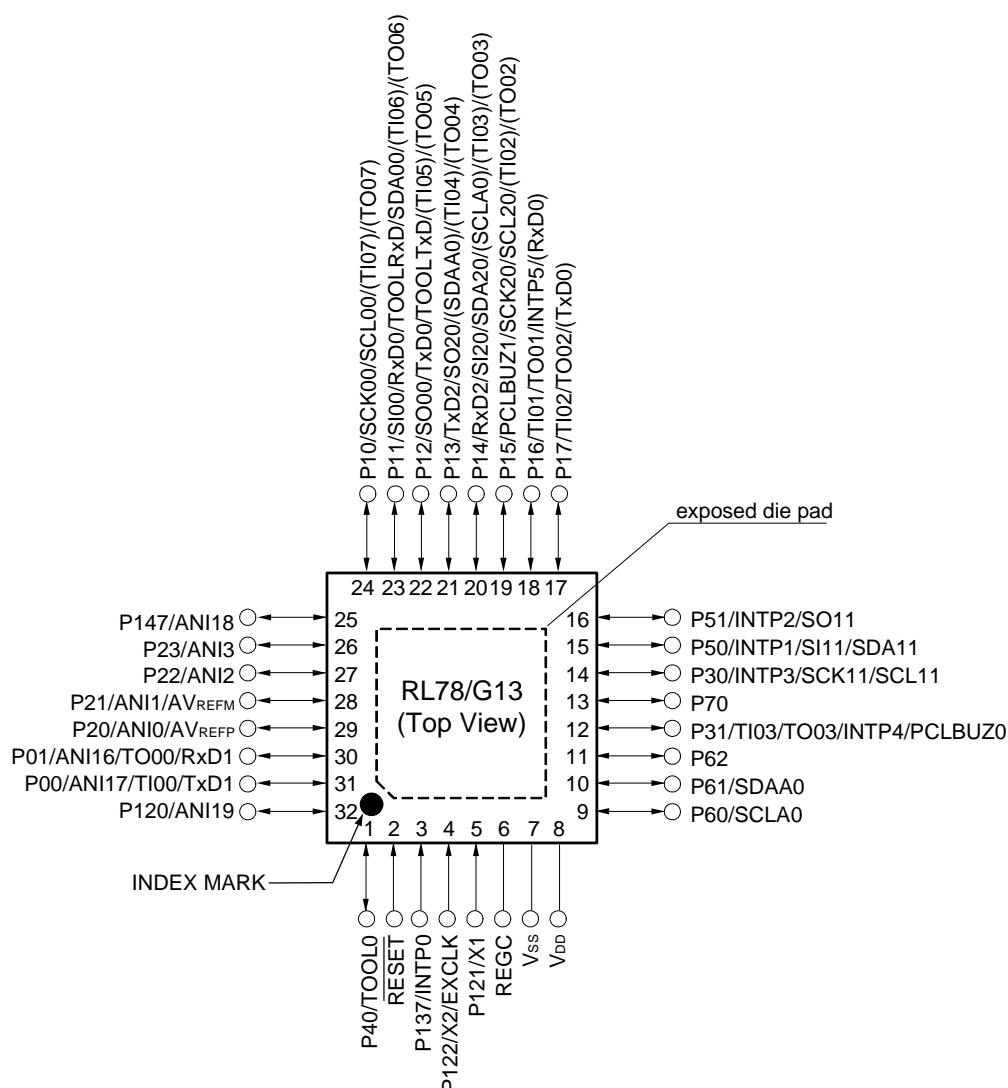 P10/SCK00/SCL00/(TI07)/(TO07)
P11/SI00/RxD0/TOOLRxD/SDA00/(TI06)/(TO06)
P12/SO00/TxD0/TOOLTxD/(TI05)/(TO05)
P13/TxD2/SO20/(SDAA0)/(TI04)/(TO04)
P14/RxD2/SI20/SDA20/(SCLA0)/(TI03)/(TO03)
P15/PCLBUZ1/SCK20/SCL20/(TI02)/(TO02)
P16/TI01/TO01/INTP5/(RxD0)
P17/TI02/TO02/(TxD0)
exposed die pad
24 23 22 21 20 19 18 17
P147/ANI18 25
P23/ANI3 26
P22/ANI2 27
P21/ANI1/AVREFM 28
P20/ANI0/AVREFP 29
P01/ANI16/TO00/RxD1 30
P00/ANI17/TI00/TxD1 31
P120/ANI19 32
RL78/G13
(Top View)
16 P51/INTP2/SO11
15 P50/INTP1/SI11/SDA11
14 P30/INTP3/SCK11/SCL11
13 P70
12 P31/TI03/TO03/INTP4/PCLBUZ0
11 P62
10 P61/SDAA0
9 P60/SCLA0
1 2 3 4 5 6 7 8
INDEX MARK
P40/TOOL0
RESET
P137/INTP0
P122/X2/EXCLK
P121/X1
REGC
VSS
VDD